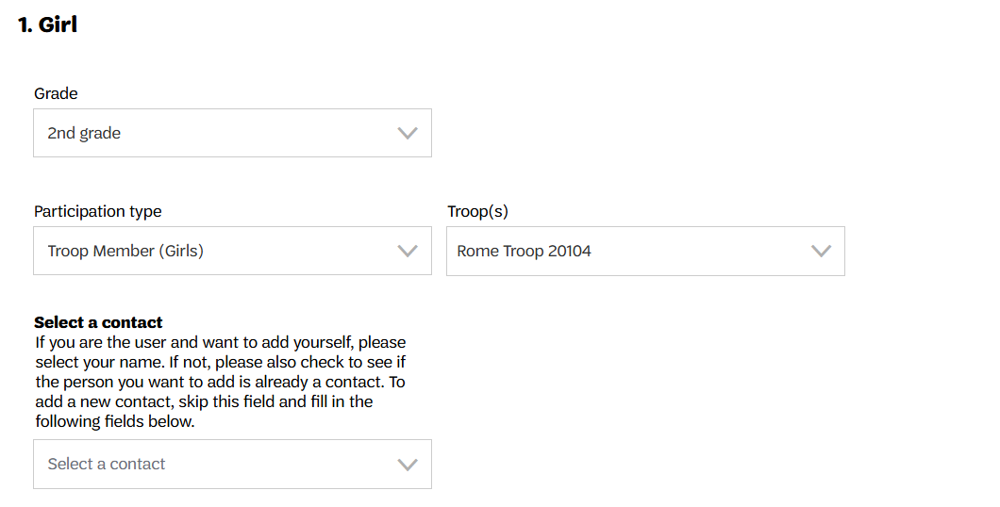 1. Girl
Grade
2nd grade
Participation type
Troop(s)
Troop Member (Girls)
Rome Troop 20104
Select a contact
If you are the user and want to add yourself, please
select your name. If not, please also check to see if
the person you want to add is already a contact. To
add a new contact, skip this field and fill in the
following fields below.
Select a contact